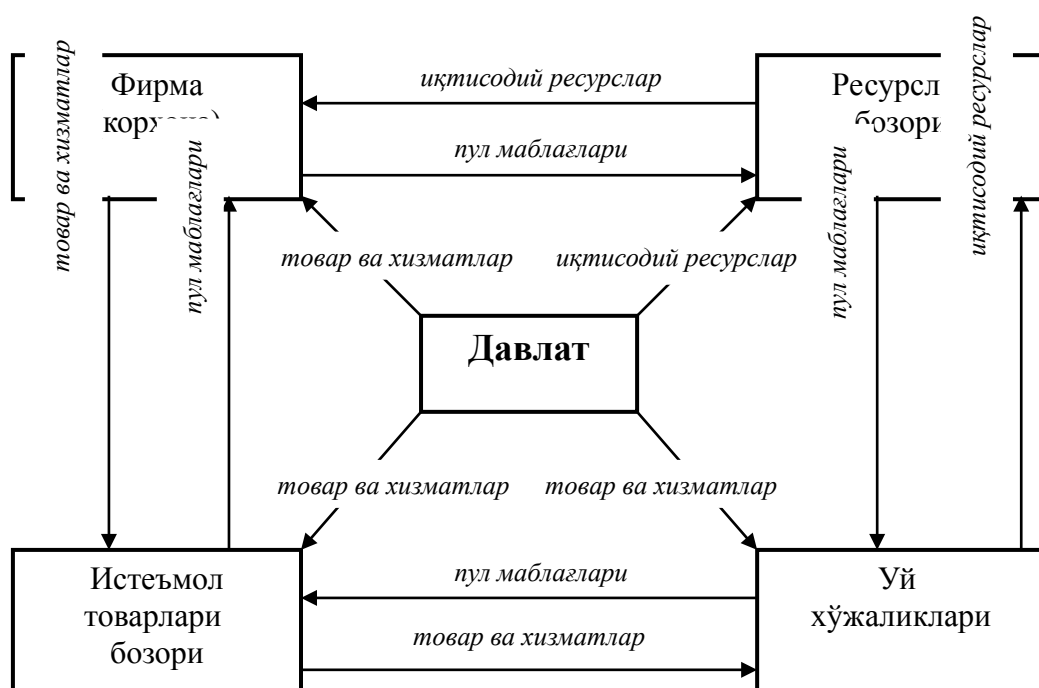 товар ва хизматлар
Фирма
пул маблағлари
иқтисодий ресурслар
пул маблағлари
бозори
пул маблағлари
иқтисодий ресурслар
товар ва хизматлар
иқтисодий ресурслар
Давлат
товар ва хизматлар
товар ва хизматлар
Истеъмол
товарлари
бозори
пул маблағлари
товар ва хизматлар
Уй
хўжаликлари